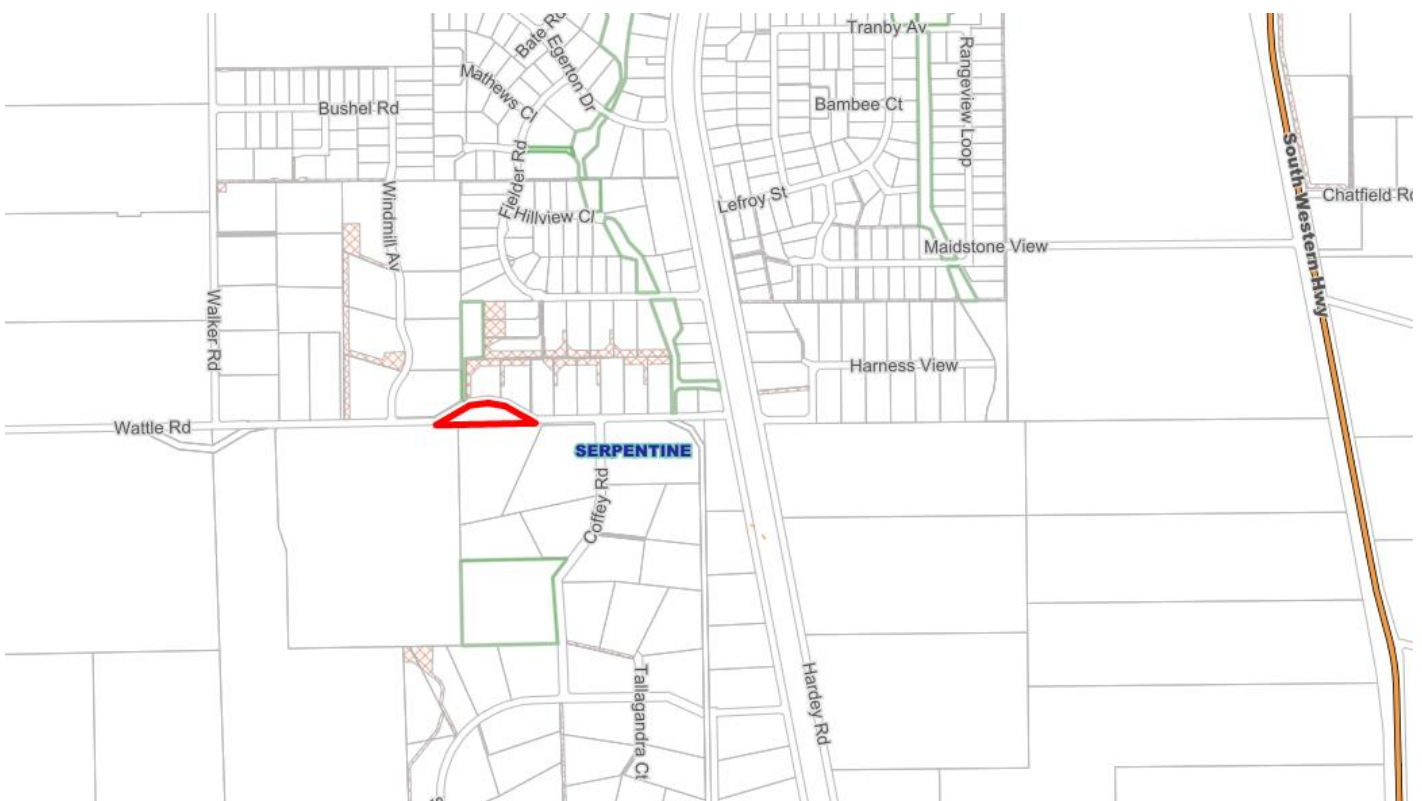 Bate Rd
Tranby Av
Egerton Dr
Rangeview Loop
Mathews Cl
Bushel Rd
Bambee Ct
South Western Hwy
Fielder Rd
Lefroy St
Chatfield Rd
Windmill Av
Hillview Cl
Maidstone View
Walker Rd
Harness View
Wattle Rd
SERPENTINE
Coffey Rd
Tallagandra Ct
Hardey Rd